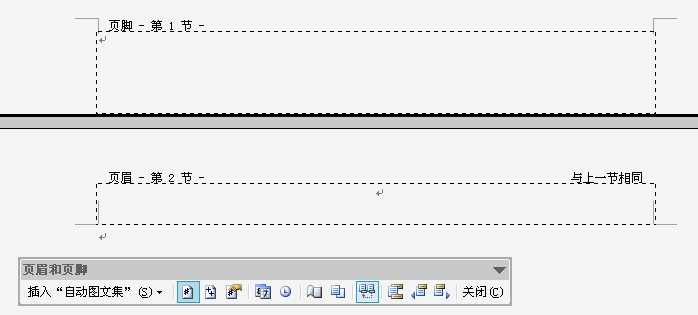 页脚 - 第 1 节 -
页眉 - 第 2 节 -
与上一节相同
页眉和页脚
插入“自动图文集”(S)
关闭(C)